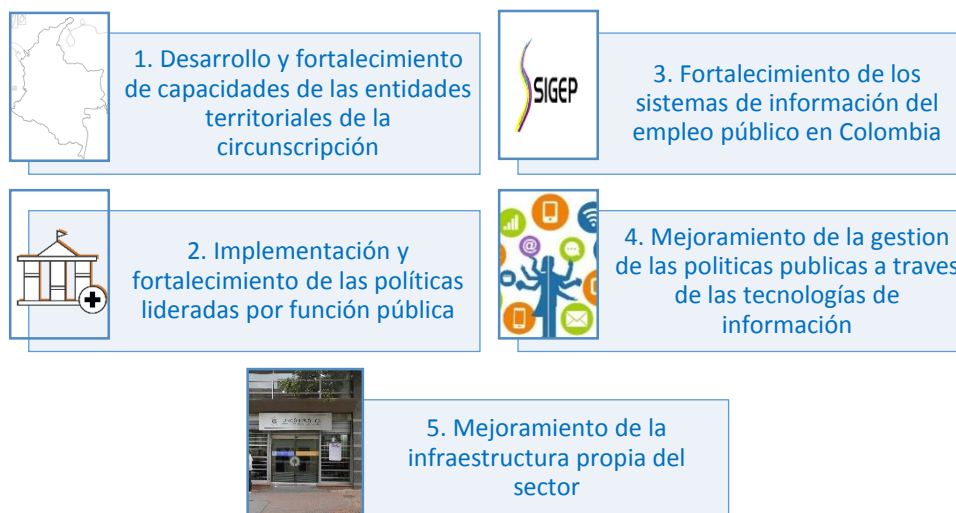 1. Desarrollo y fortalecimiento
de capacidades de las entidades
territoriales de la
circunscripción
SIGEP
3. Fortalecimiento de los
sistemas de información del
empleo público en Colombia
2. Implementación y
fortalecimiento de las políticas
lideradas por función pública
@
4. Mejoramiento de la gestion
de las politicas publicas a traves
de las tecnologías de
información
5. Mejoramiento de la
infraestructura propia del
sector